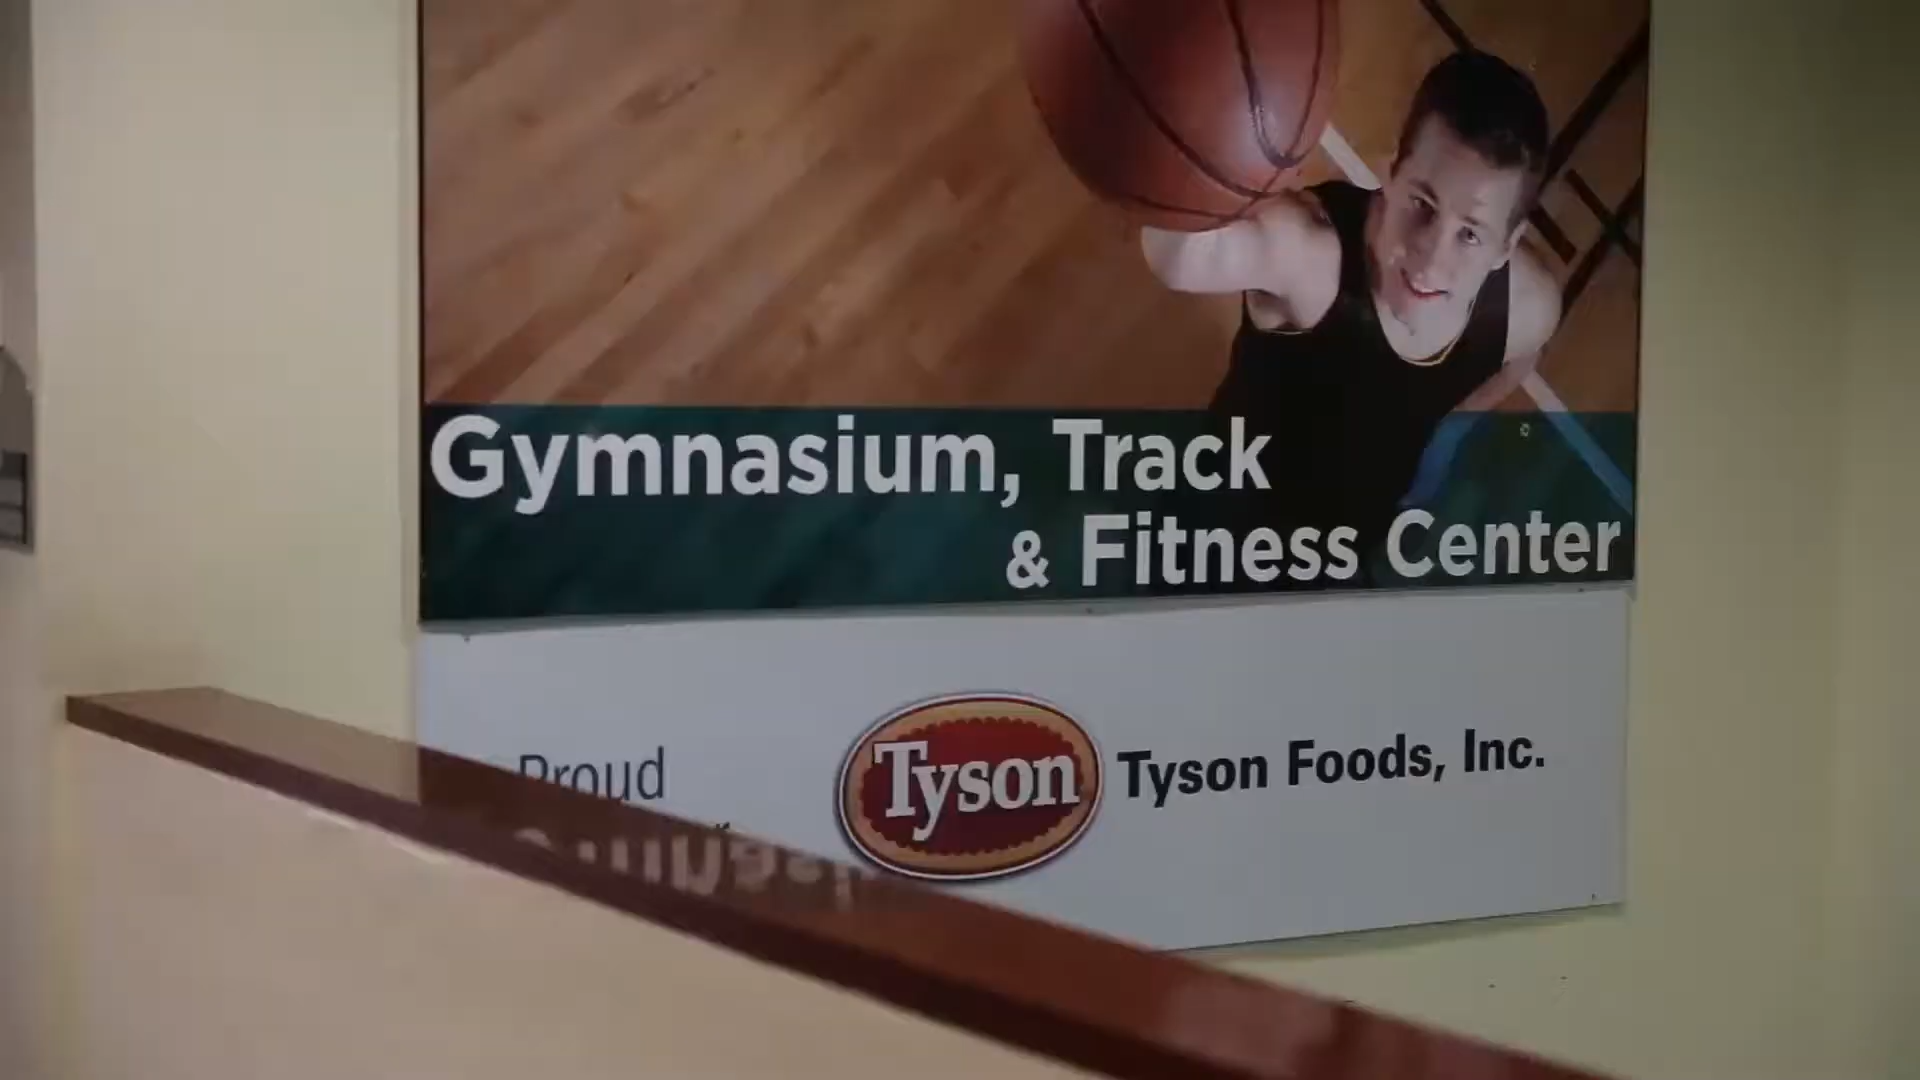 Gymnasium, Track
& Fitness Center
Proud
Tyson
Tyson Foods, Inc.